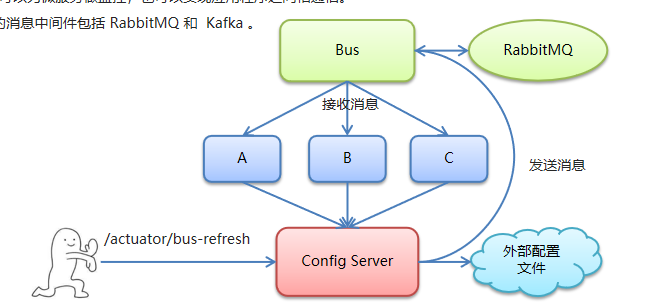 的消息中间件包括 RabbitMQ 和 Kafka 。
Bus
RabbitMQ
接收消息
A
B
C
发送消息
/actuator/bus-refresh
Config Server
外部配置
文件